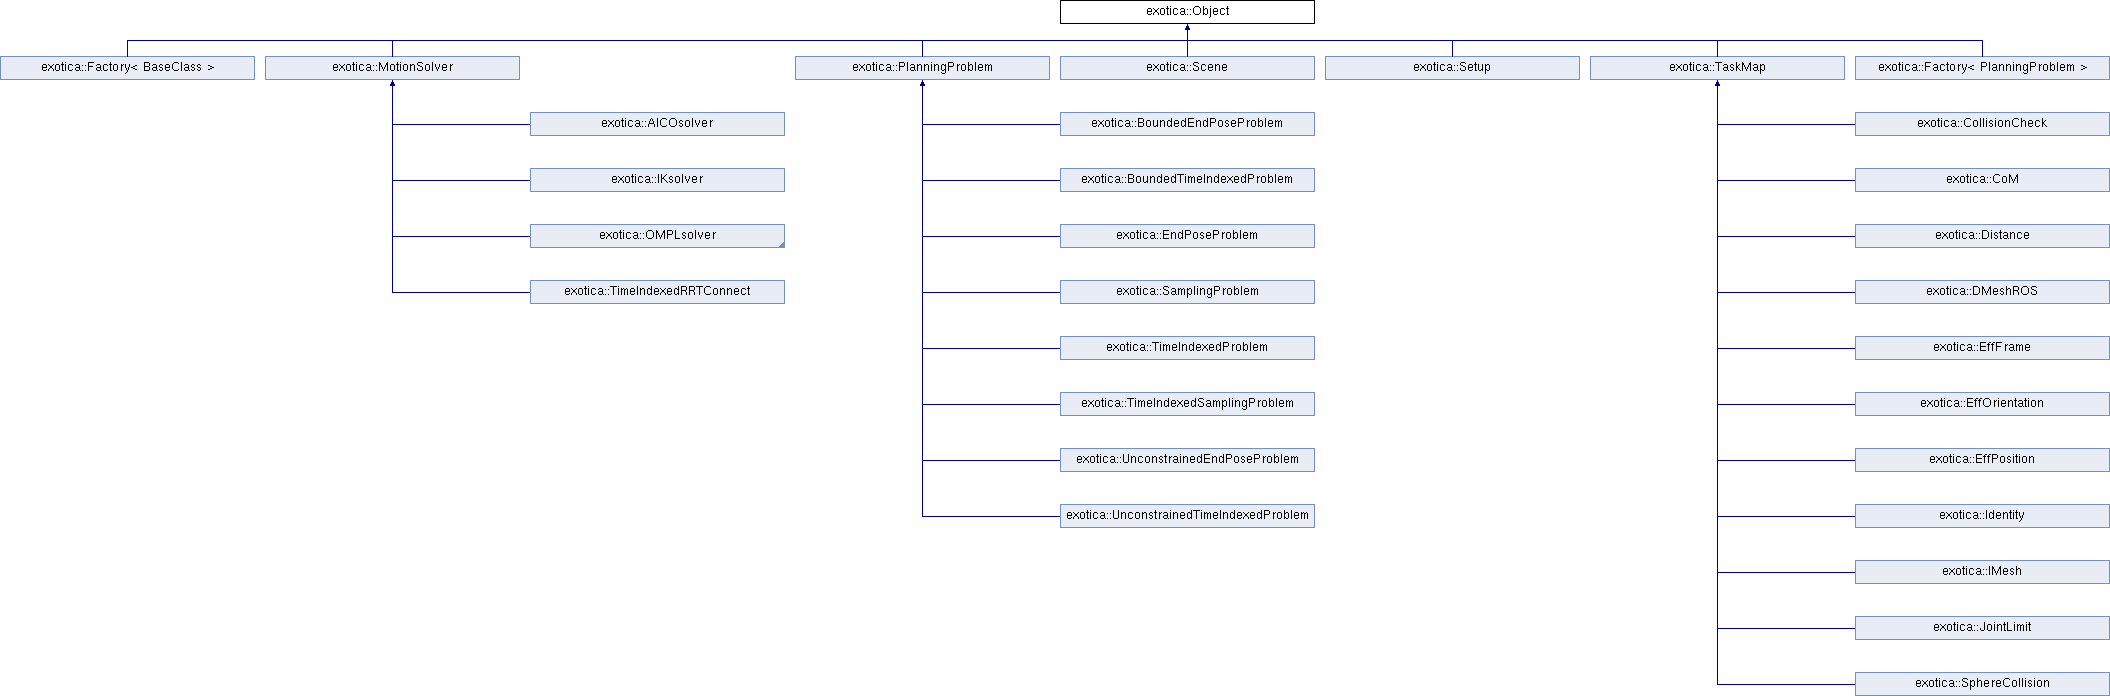 exotica::Object
exotica::Factory< BaseClass >
exotica::MotionSolver
exotica::PlanningProblem
exotica::Scene
exotica::Setup
exotica::TaskMap
exotica::Factory< PlanningProblem >
exotica::AICOsolver
exotica::BoundedEndPoseProblem
exotica::CollisionCheck
exotica::IKsolver
exotica::BoundedTimeIndexedProblem
exotica::CoM
exotica::OMPLsolver
exotica::EndPoseProblem
exotica::Distance
exotica::TimeIndexedRRTConnect
exotica::SamplingProblem
exotica::DMeshROS
exotica::TimeIndexedProblem
exotica::EffFrame
exotica::TimeIndexedSamplingProblem
exotica::EffOrientation
exotica::UnconstrainedEndPoseProblem
exotica::EffPosition
exotica::UnconstrainedTimeIndexedProblem
exotica::Identity
exotica::IMesh
exotica::JointLimit
exotica::SphereCollision